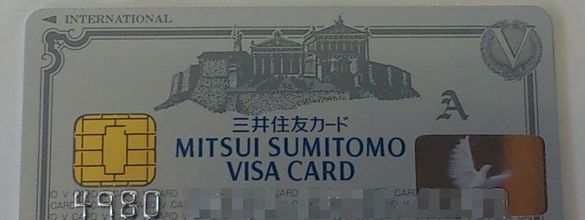 INTERNATIONAL
V
A
三井住友カード
MITSUI SUMITOMO
VISA CARD
4980